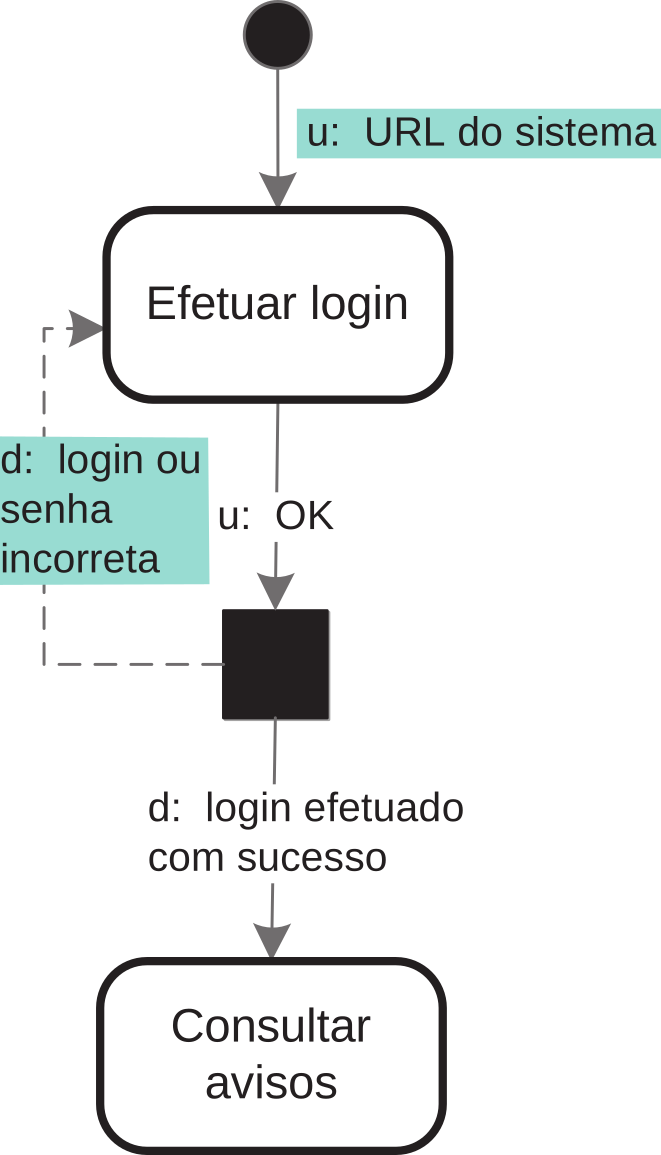 u: URL do sistema
Efetuar login
d: login ou
senha
incorreta
u: OK
d: login efetuado
com sucesso
Consultar
avisos